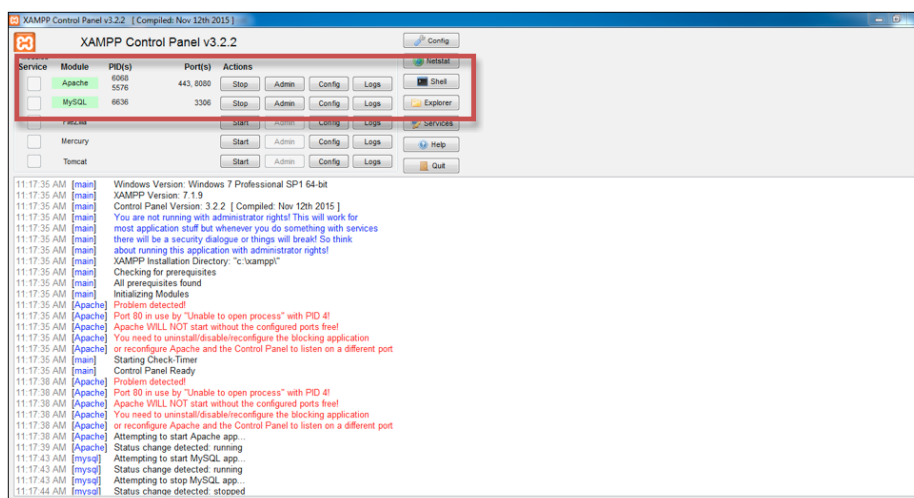 XAMPP Control Panel v3.2.2 [ Compiled: Nov 12th 2015 ]
XAMPP Control Panel v3.2.2
Config
Netstat
Service Module PID(s) Port(s) Actions
Apache 6068 5576 443, 8080 Stop Admin Config Logs Shell
MySQL 6636 3306 Stop Admin Config Logs Explorer
FileZilla Start Admin Config Logs Services
Mercury Start Admin Config Logs Help
Tomcat Start Admin Config Logs Quit
11:17:35 AM [main] Windows Version: Windows 7 Professional SP1 64-bit
11:17:35 AM [main] XAMPP Version: 7.1.9
11:17:35 AM [main] Control Panel Version: 3.2.2 [ Compiled: Nov 12th 2015 ]
11:17:35 AM [main] You are not running with administrator rights! This will work for
11:17:35 AM [main] most application stuff but whenever you do something with services
11:17:35 AM [main] there will be a security dialogue or things will break! So think
11:17:35 AM [main] about running this application with administrator rights!
11:17:35 AM [main] XAMPP Installation Directory: "c:\xampp\"
11:17:35 AM [main] Checking for prerequisites
11:17:35 AM [main] All prerequisites found
11:17:35 AM [main] Initializing Modules
11:17:35 AM [Apache] Problem detected!
11:17:35 AM [Apache] Port 80 in use by "Unable to open process" with PID 4!
11:17:35 AM [Apache] Apache WILL NOT start without the configured ports free!
11:17:35 AM [Apache] You need to uninstall/disable/reconfigure the blocking application
11:17:35 AM [Apache] or reconfigure Apache and the Control Panel to listen on a different port
11:17:35 AM [main] Starting Check-Timer
11:17:35 AM [main] Control Panel Ready
11:17:38 AM [Apache] Problem detected!
11:17:38 AM [Apache] Port 80 in use by "Unable to open process" with PID 4!
11:17:38 AM [Apache] Apache WILL NOT start without the configured ports free!
11:17:38 AM [Apache] You need to uninstall/disable/reconfigure the blocking application
11:17:38 AM [Apache] or reconfigure Apache and the Control Panel to listen on a different port
11:17:38 AM [Apache] Attempting to start Apache app...
11:17:39 AM [Apache] Status change detected: running
11:17:43 AM [mysql] Attempting to start MySQL app...
11:17:43 AM [mysql] Status change detected: running
11:17:43 AM [mysql] Attempting to stop MySQL app...
11:17:44 AM [mysql] Status change detected: stopped